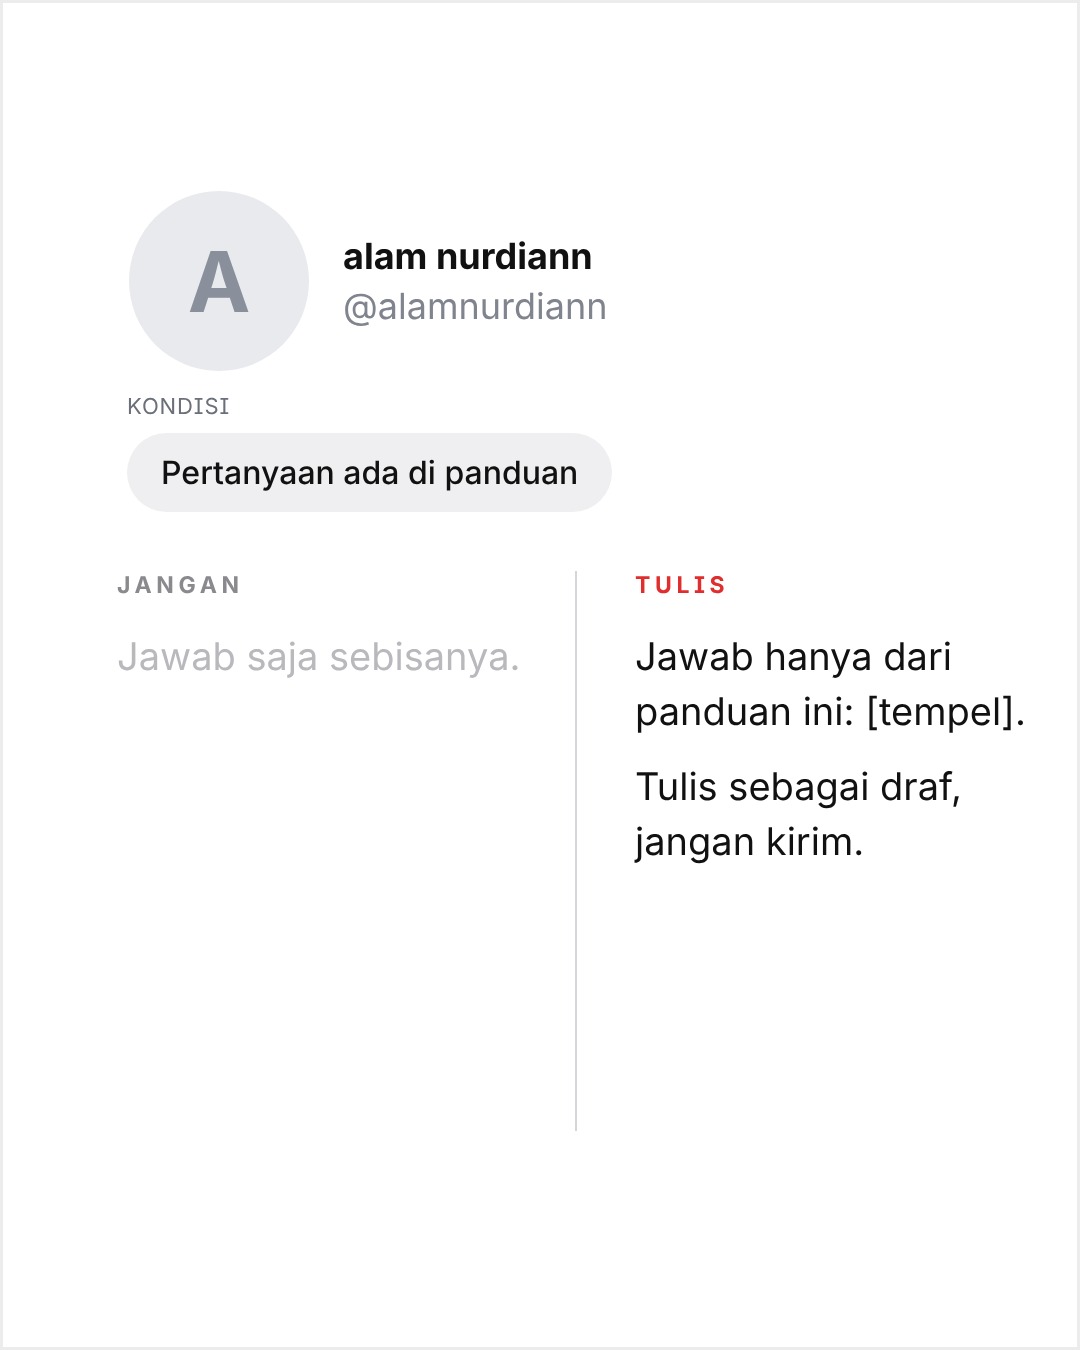 A
alam nurdiann
@alamnurdiann
KONDISI
Pertanyaan ada di panduan
JANGAN
Jawab saja sebisanya.
TULIS
Jawab hanya dari
panduan ini: [tempel].
Tulis sebagai draf,
jangan kirim.